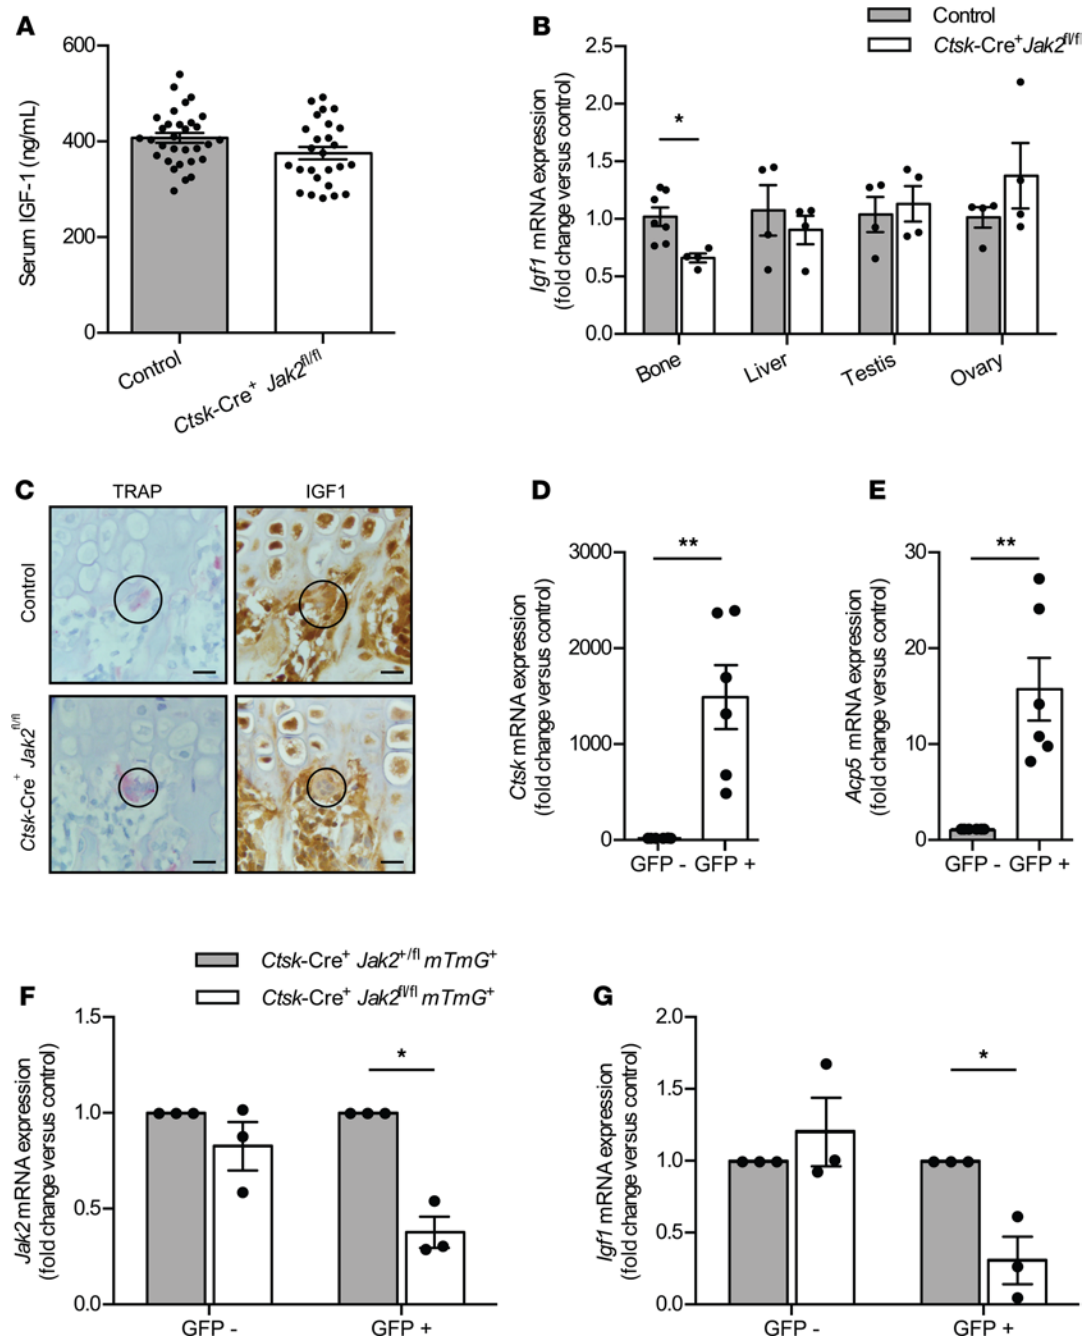 A
Serum IGF-1 (ng/mL)
600
400
200
0
Control
Ctsk-Cre+ Jak2fl/fl
B
Control
Ctsk-Cre+Jak2fl/fl
Igf1 mRNA expression
(fold change versus control)
2.5
2.0
1.5
1.0
0.5
0.0
*
Bone
Liver
Testis
Ovary
C
TRAP
IGF1
Control
Ctsk-Cre+ Jak2fl/fl
D
Ctsk mRNA expression
(fold change versus control)
3000
2000
1000
0
**
GFP - GFP +
E
Acp5 mRNA expression
(fold change versus control)
30
20
10
0
**
GFP - GFP +
Ctsk-Cre+ Jak2+/fl mTmG+
Ctsk-Cre+ Jak2fl/fl mTmG+
F
Jak2 mRNA expression
(fold change versus control)
1.5
1.0
0.5
0.0
*
GFP -
GFP +
G
Igf1 mRNA expression
(fold change versus control)
2.0
1.5
1.0
0.5
0.0
*
GFP -
GFP +